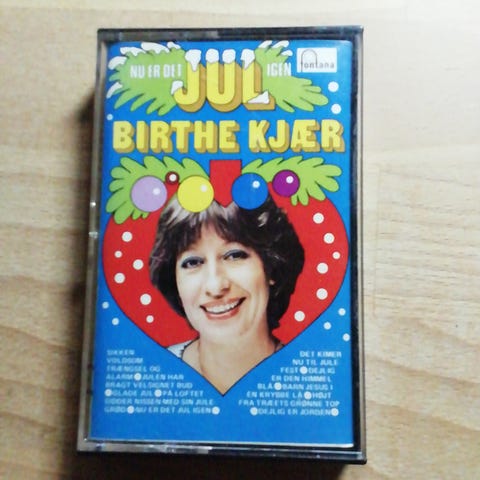 NU ER DET JUL IGEN
fontana
BIRTHE KJÆR
SIKKEN
VOLDSOM
TRÆNGSEL OG
ALARM JULEN HAR
BRAGT VELSIGNET BUD
GLADE JUL PÅ LOFTET
SIDDER NISSEN MED SIN JULE-
GRØD NU ER DET JUL IGEN
DET KIMER
NU TIL JULE-
FEST DEJLIG
ER DEN HIMMEL
BLÅ BARN JESUS I
EN KRYBBE LÅ HØJT
FRA TRÆETS GRØNNE TOP
DEJLIG ER JORDEN